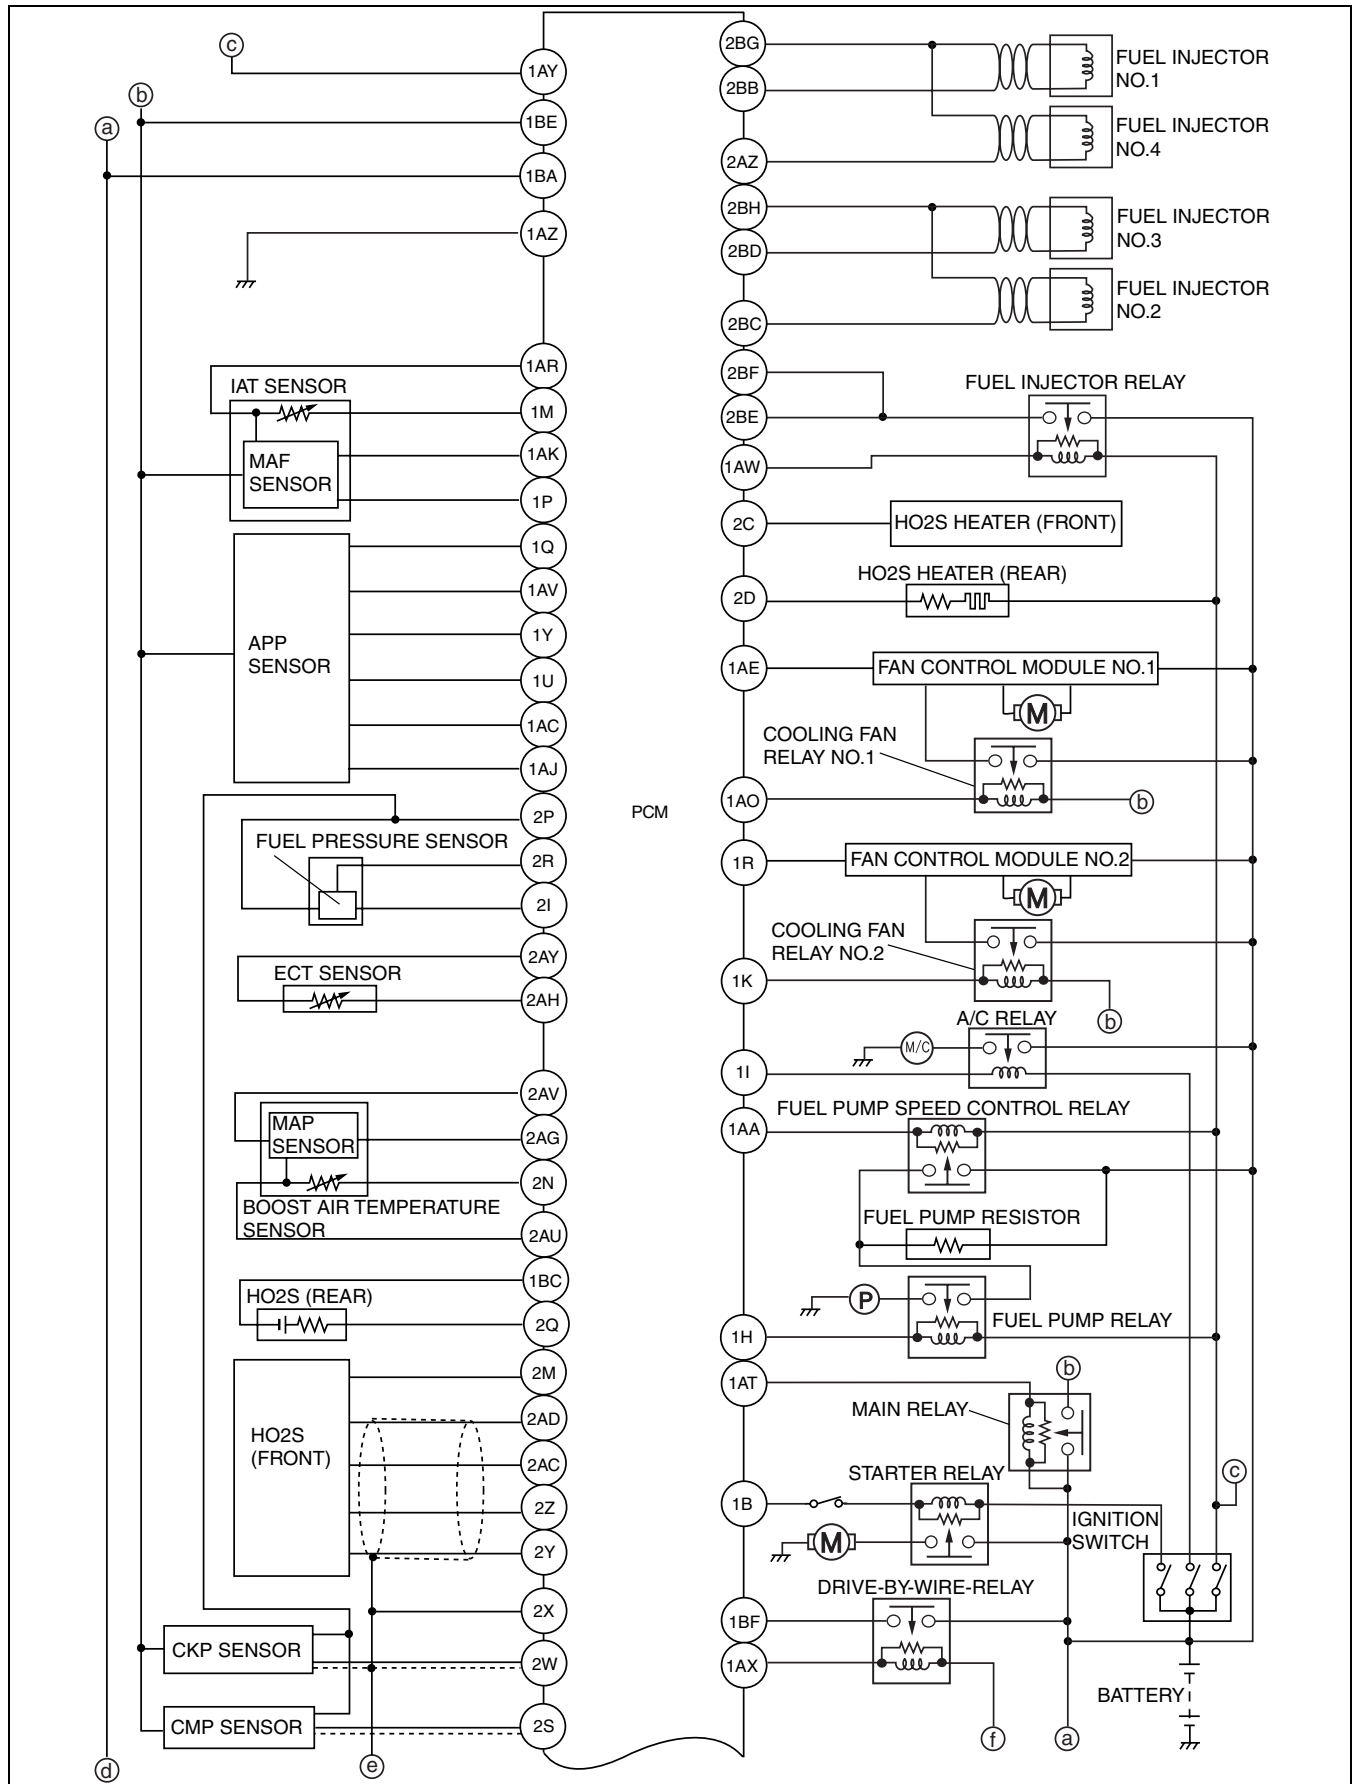 c
1AY
b
1BE
a
1BA
1AZ
1AR
IAT SENSOR
1M
MAF
SENSOR
1AK
1P
1Q
1AV
1Y
APP
SENSOR
1U
1AC
1AJ
2P
FUEL PRESSURE SENSOR
2R
2I
2AY
ECT SENSOR
2AH
2AV
MAP
SENSOR
2AG
2N
BOOST AIR TEMPERATURE
SENSOR
2AU
1BC
HO2S (REAR)
2Q
2M
2AD
HO2S
(FRONT)
2AC
2Z
2Y
2X
CKP SENSOR
2W
CMP SENSOR
2S
d
e
PCM
2BG
FUEL INJECTOR
NO.1
2BB
FUEL INJECTOR
NO.4
2AZ
2BH
FUEL INJECTOR
NO.3
2BD
FUEL INJECTOR
NO.2
2BC
2BF
FUEL INJECTOR RELAY
2BE
1AW
2C
HO2S HEATER (FRONT)
HO2S HEATER (REAR)
2D
1AE
FAN CONTROL MODULE NO.1
M
COOLING FAN
RELAY NO.1
1AO
b
1R
FAN CONTROL MODULE NO.2
M
COOLING FAN
RELAY NO.2
1K
b
A/C RELAY
M/C
1I
FUEL PUMP SPEED CONTROL RELAY
1AA
FUEL PUMP RESISTOR
P
FUEL PUMP RELAY
1H
1AT
b
MAIN RELAY
STARTER RELAY
c
1B
IGNITION
SWITCH
M
DRIVE-BY-WIRE-RELAY
1BF
1AX
BATTERY
f
a